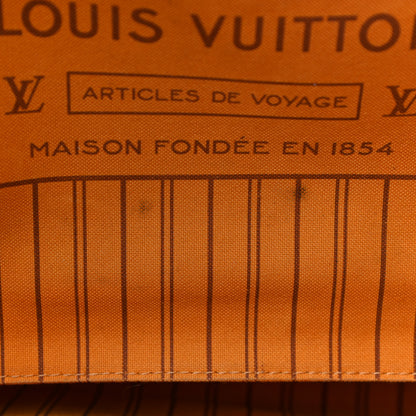 LOUIS VUITTON
LV ARTICLES DE VOYAGE LV
MAISON FONDÉE EN 1854